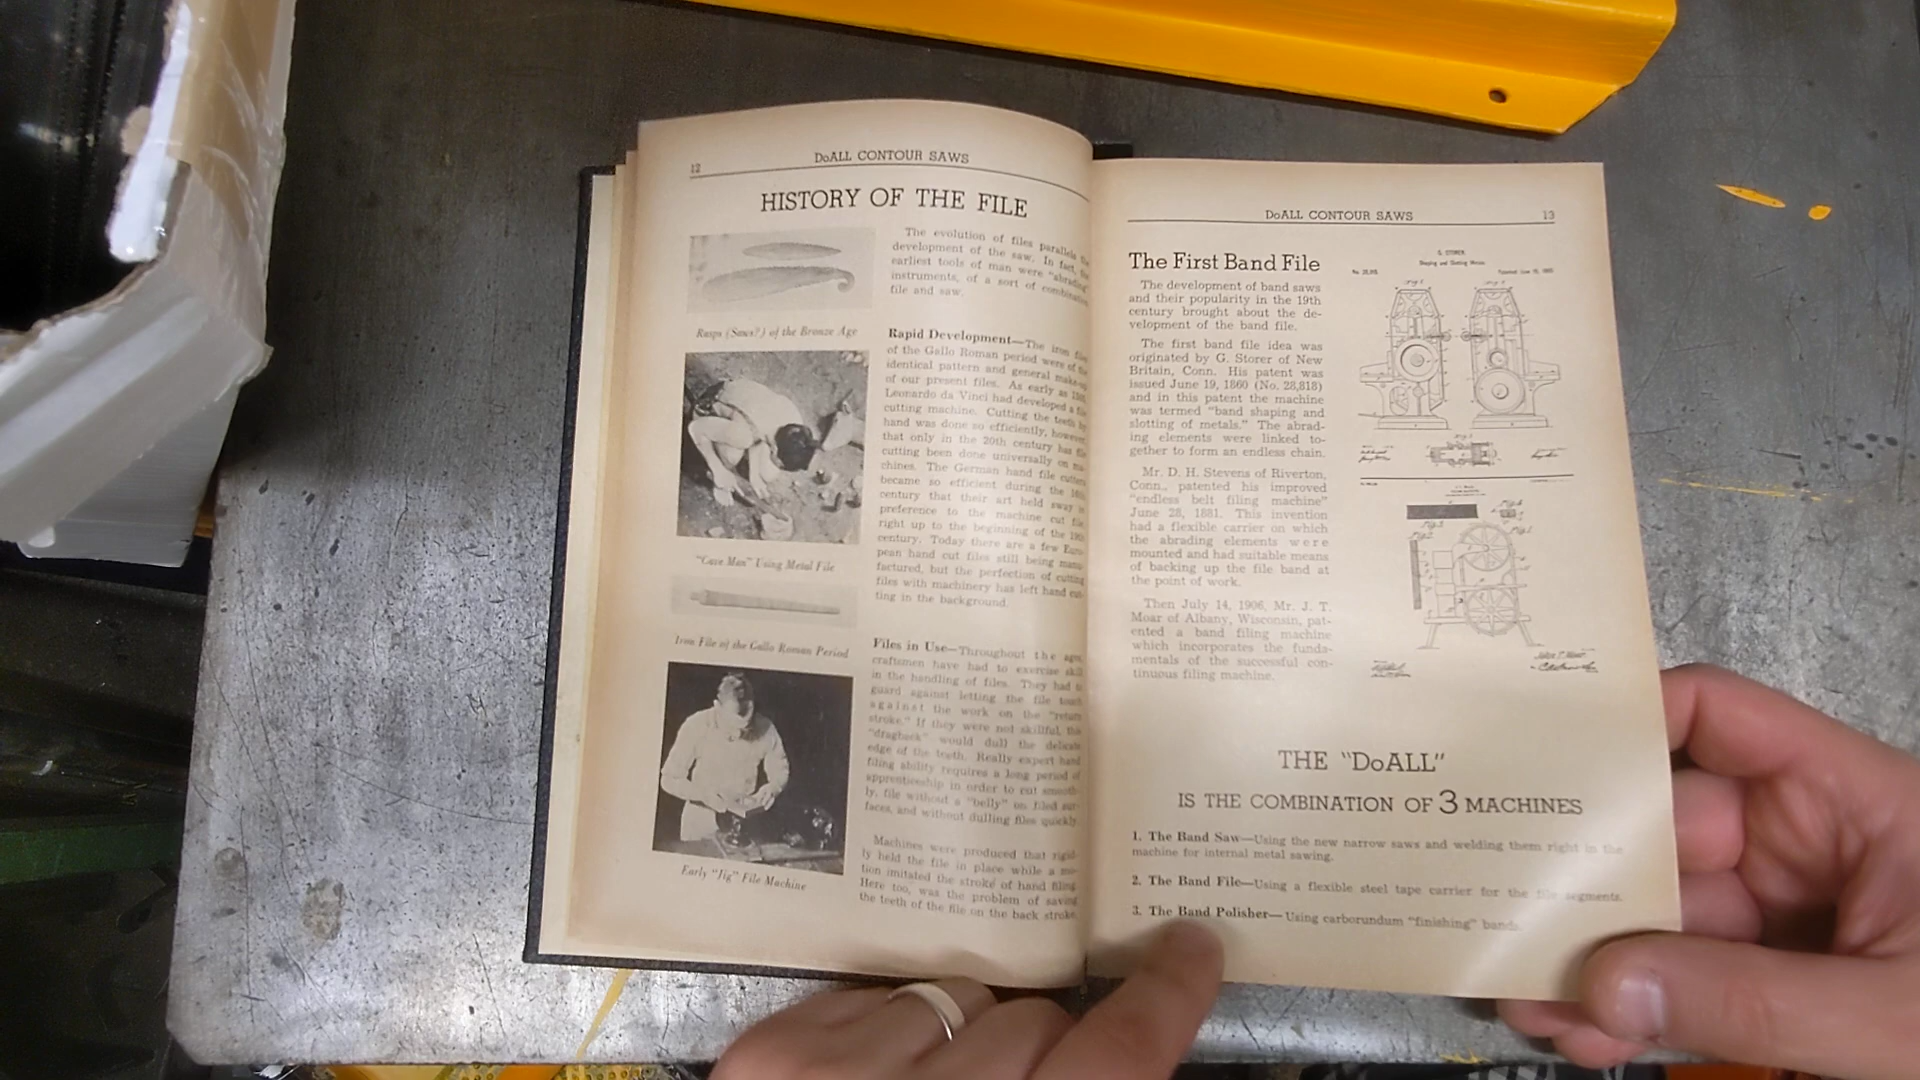 12
DoALL CONTOUR SAWS
HISTORY OF THE FILE
Rasps (Saws?) of the Bronze Age
"Cave Man" Using Metal File
Iron File of the Gallo Roman Period
Early "Jig" File Machine
The evolution of files parallels the
development of the saw. In fact, the
earliest tools of man were "abrading"
instruments, of a sort of combination
file and saw.
Rapid Development—The iron files
of the Gallo Roman period were of the
identical pattern and general make-up
of our present files. As early as
Leonardo da Vinci had developed a file
cutting machine. Cutting the teeth by
hand was done so efficiently, however,
that only in the 20th century has file
cutting been done universally on ma-
chines. The German hand file cutters
became so efficient during the
century that their art held sway in
preference to the machine cut file
right up to the beginning of the
century. Today there are a few Euro-
pean hand cut files still being manu-
factured, but the perfection of cutting
files with machinery has left hand cut-
ting in the background.
Files in Use—Throughout the ages
craftsmen have had to exercise skill
in the handling of files. They had to
guard against letting the file touch
against the work on the "return
stroke." If they were not skillful, this
"dragback" would dull the delicate
edge of the teeth. Really expert hand
filing ability requires a long period of
apprenticeship in order to cut smooth-
ly, file without a "belly" on filed sur-
faces, and without dulling files quickly.
Machines were produced that rigid-
ly held the file in place while a mo-
tion imitated the stroke of hand filing.
Here too, was the problem of saving
the teeth of the file on the back stroke.
DoALL CONTOUR SAWS
13
The First Band File
The development of band saws
and their popularity in the 19th
century brought about the de-
velopment of the band file.
The first band file idea was
originated by G. Storer of New
Britain, Conn. His patent was
issued June 19, 1860 (No. 28,818)
and in this patent the machine
was termed "band shaping and
slotting of metals." The abrad-
ing elements were linked to-
gether to form an endless chain.
Mr. D. H. Stevens of Riverton,
Conn., patented his improved
"endless belt filing machine"
June 28, 1881. This invention
had a flexible carrier on which
the abrading elements were
mounted and had suitable means
of backing up the file band at
the point of work.
Then July 14, 1906, Mr. J. T.
Moar of Albany, Wisconsin, pat-
ented a band filing machine
which incorporates the funda-
mentals of the successful con-
tinuous filing machine.
G. STORER.
THE "DoALL"
IS THE COMBINATION OF 3 MACHINES
1. The Band Saw—Using the new narrow saws and welding them right in the
machine for internal metal sawing.
2. The Band File—Using a flexible steel tape carrier for the file segments.
3. The Band Polisher—Using carborundum "finishing" bands.